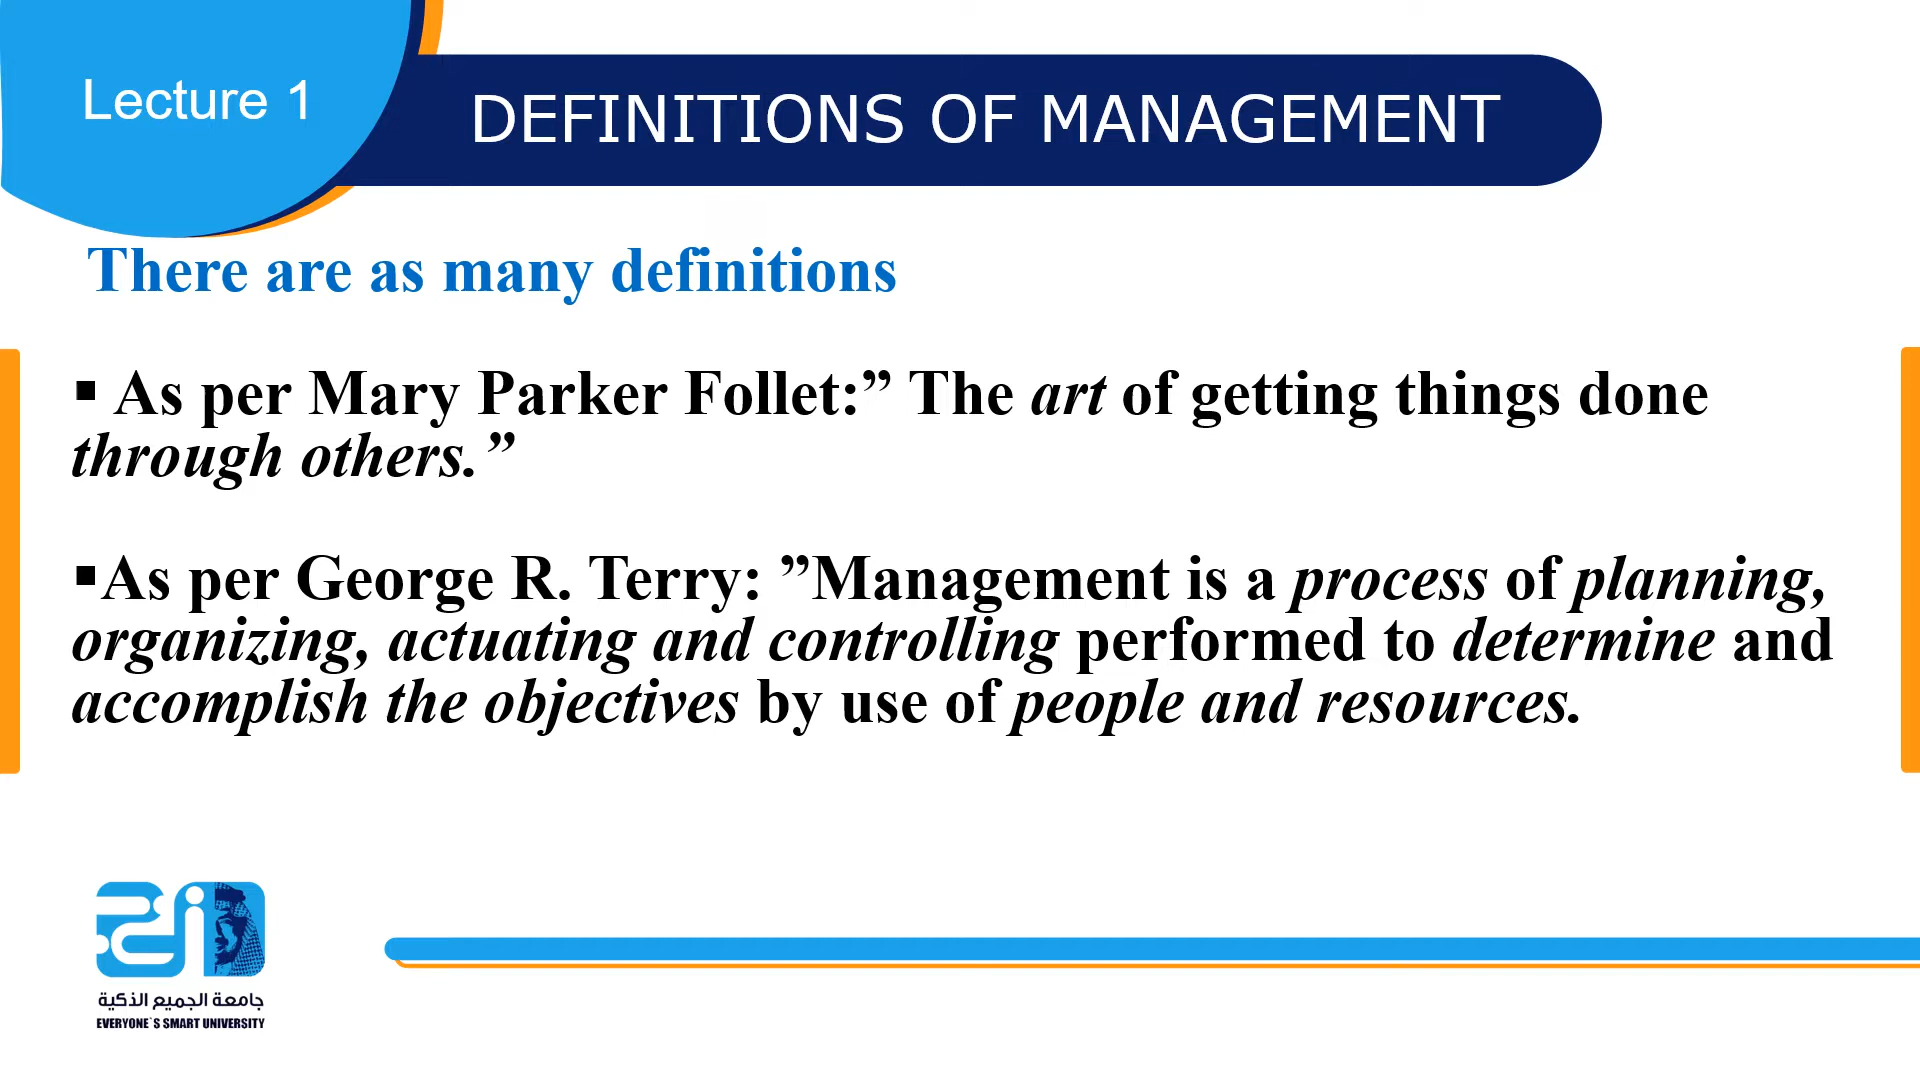 Lecture 1
DEFINITIONS OF MANAGEMENT
There are as many definitions
▪ As per Mary Parker Follet:” The art of getting things done
through others.”
▪As per George R. Terry: ”Management is a process of planning,
organizing, actuating and controlling performed to determine and
accomplish the objectives by use of people and resources.
جامعة الجميع الذكية
EVERYONE`S SMART UNIVERSITY